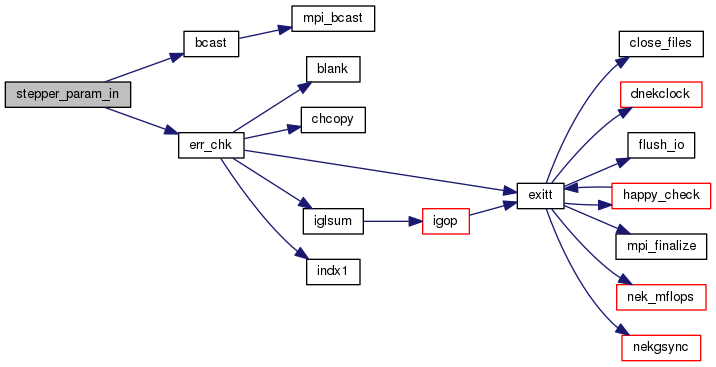 stepper_param_in
bcast
mpi_bcast
err_chk
blank
chcopy
iglsum
indx1
igop
exitt
close_files
dnekclock
flush_io
happy_check
mpi_finalize
nek_mflops
nekgsync